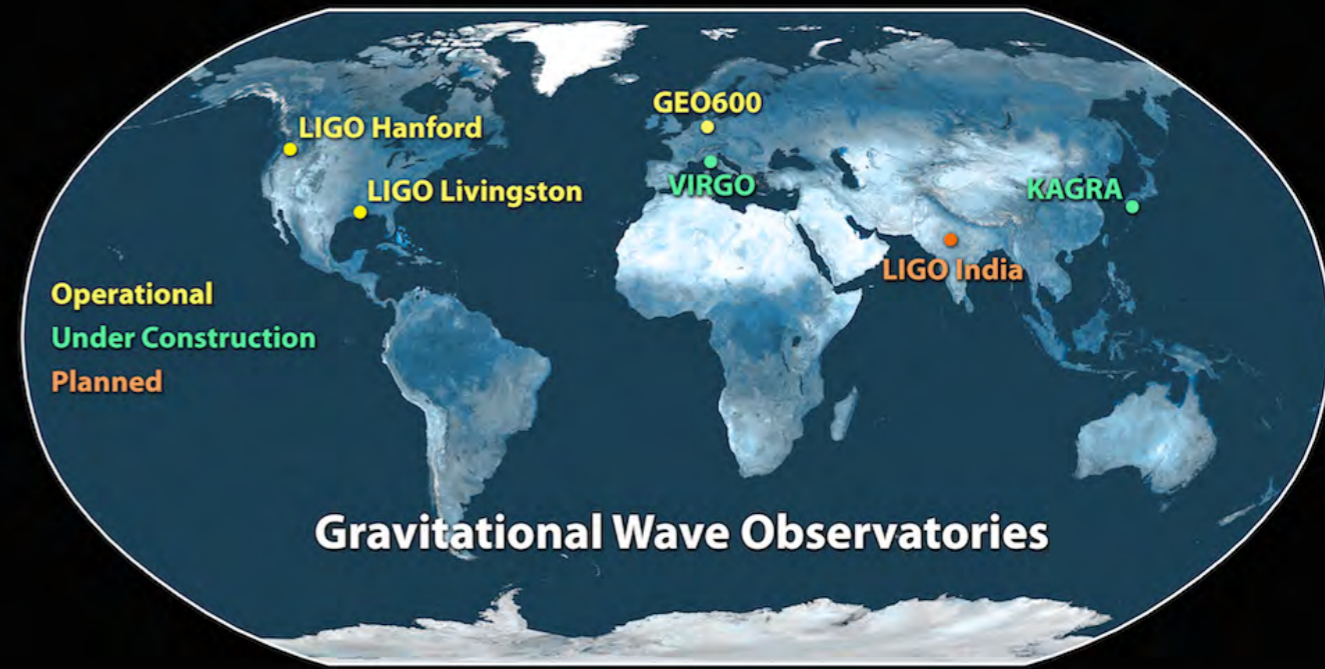 GEO600
LIGO Hanford
VIRGO
KAGRA
LIGO Livingston
LIGO India
Operational
Under Construction
Planned
Gravitational Wave Observatories